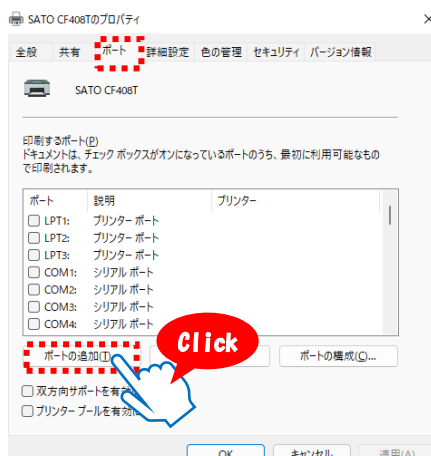 SATO CF408Tのプロパティ
全般 共有 ポート 詳細設定 色の管理 セキュリティ バージョン情報
SATO CF408T
印刷するポート(P)
ドキュメントは、チェック ボックスがオンになっているポートのうち、最初に利用可能なもの
で印刷されます。
ポート 説明 プリンター
LPT1: プリンター ポート
LPT2: プリンター ポート
LPT3: プリンター ポート
COM1: シリアル ポート
COM2: シリアル ポート
COM3: シリアル ポート
COM4: シリアル ポート
Click
ポートの追加(T) ポートの構成(C)...
双方向サポートを有効
プリンター プールを有効
OK キャンセル 適用(A)